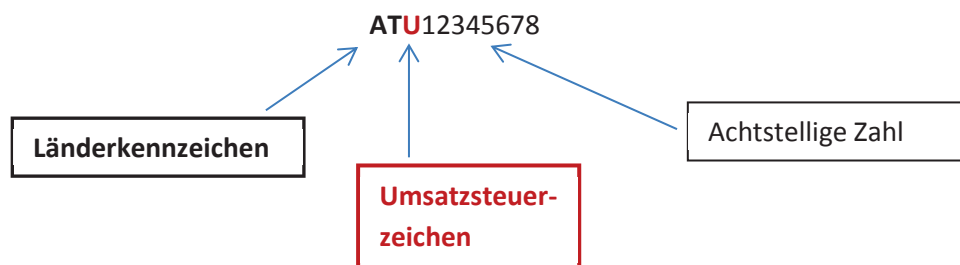 ATU12345678
Länderkennzeichen
Achtstellige Zahl
Umsatzsteuer-
zeichen